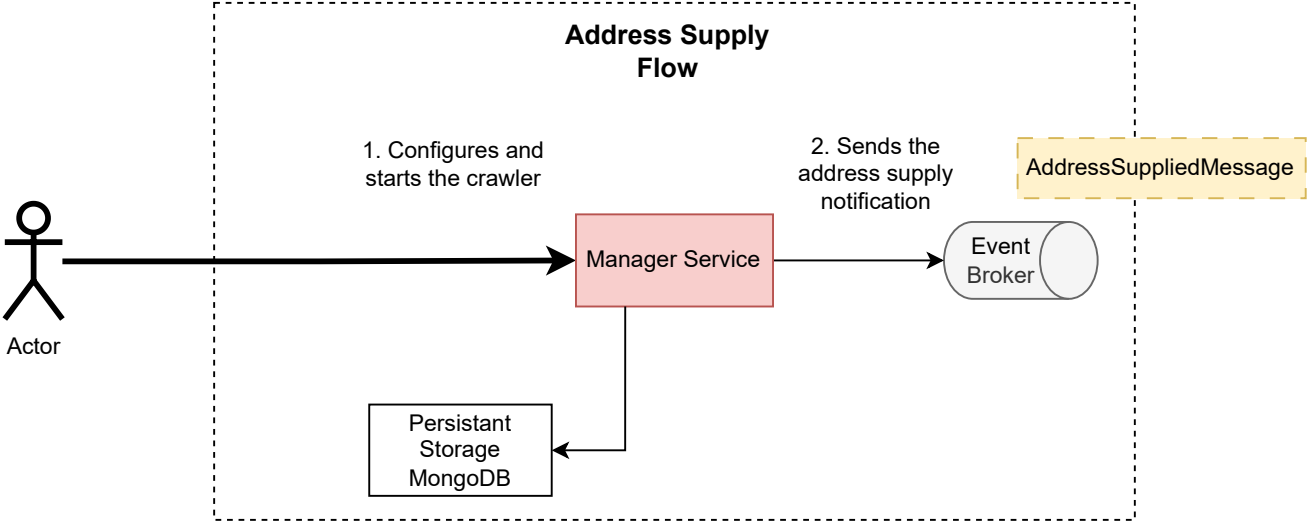 Address Supply
Flow
1. Configures and
starts the crawler
2. Sends the
address supply
notification
AddressSuppliedMessage
Actor
Manager Service
Event
Broker
Persistant
Storage
MongoDB